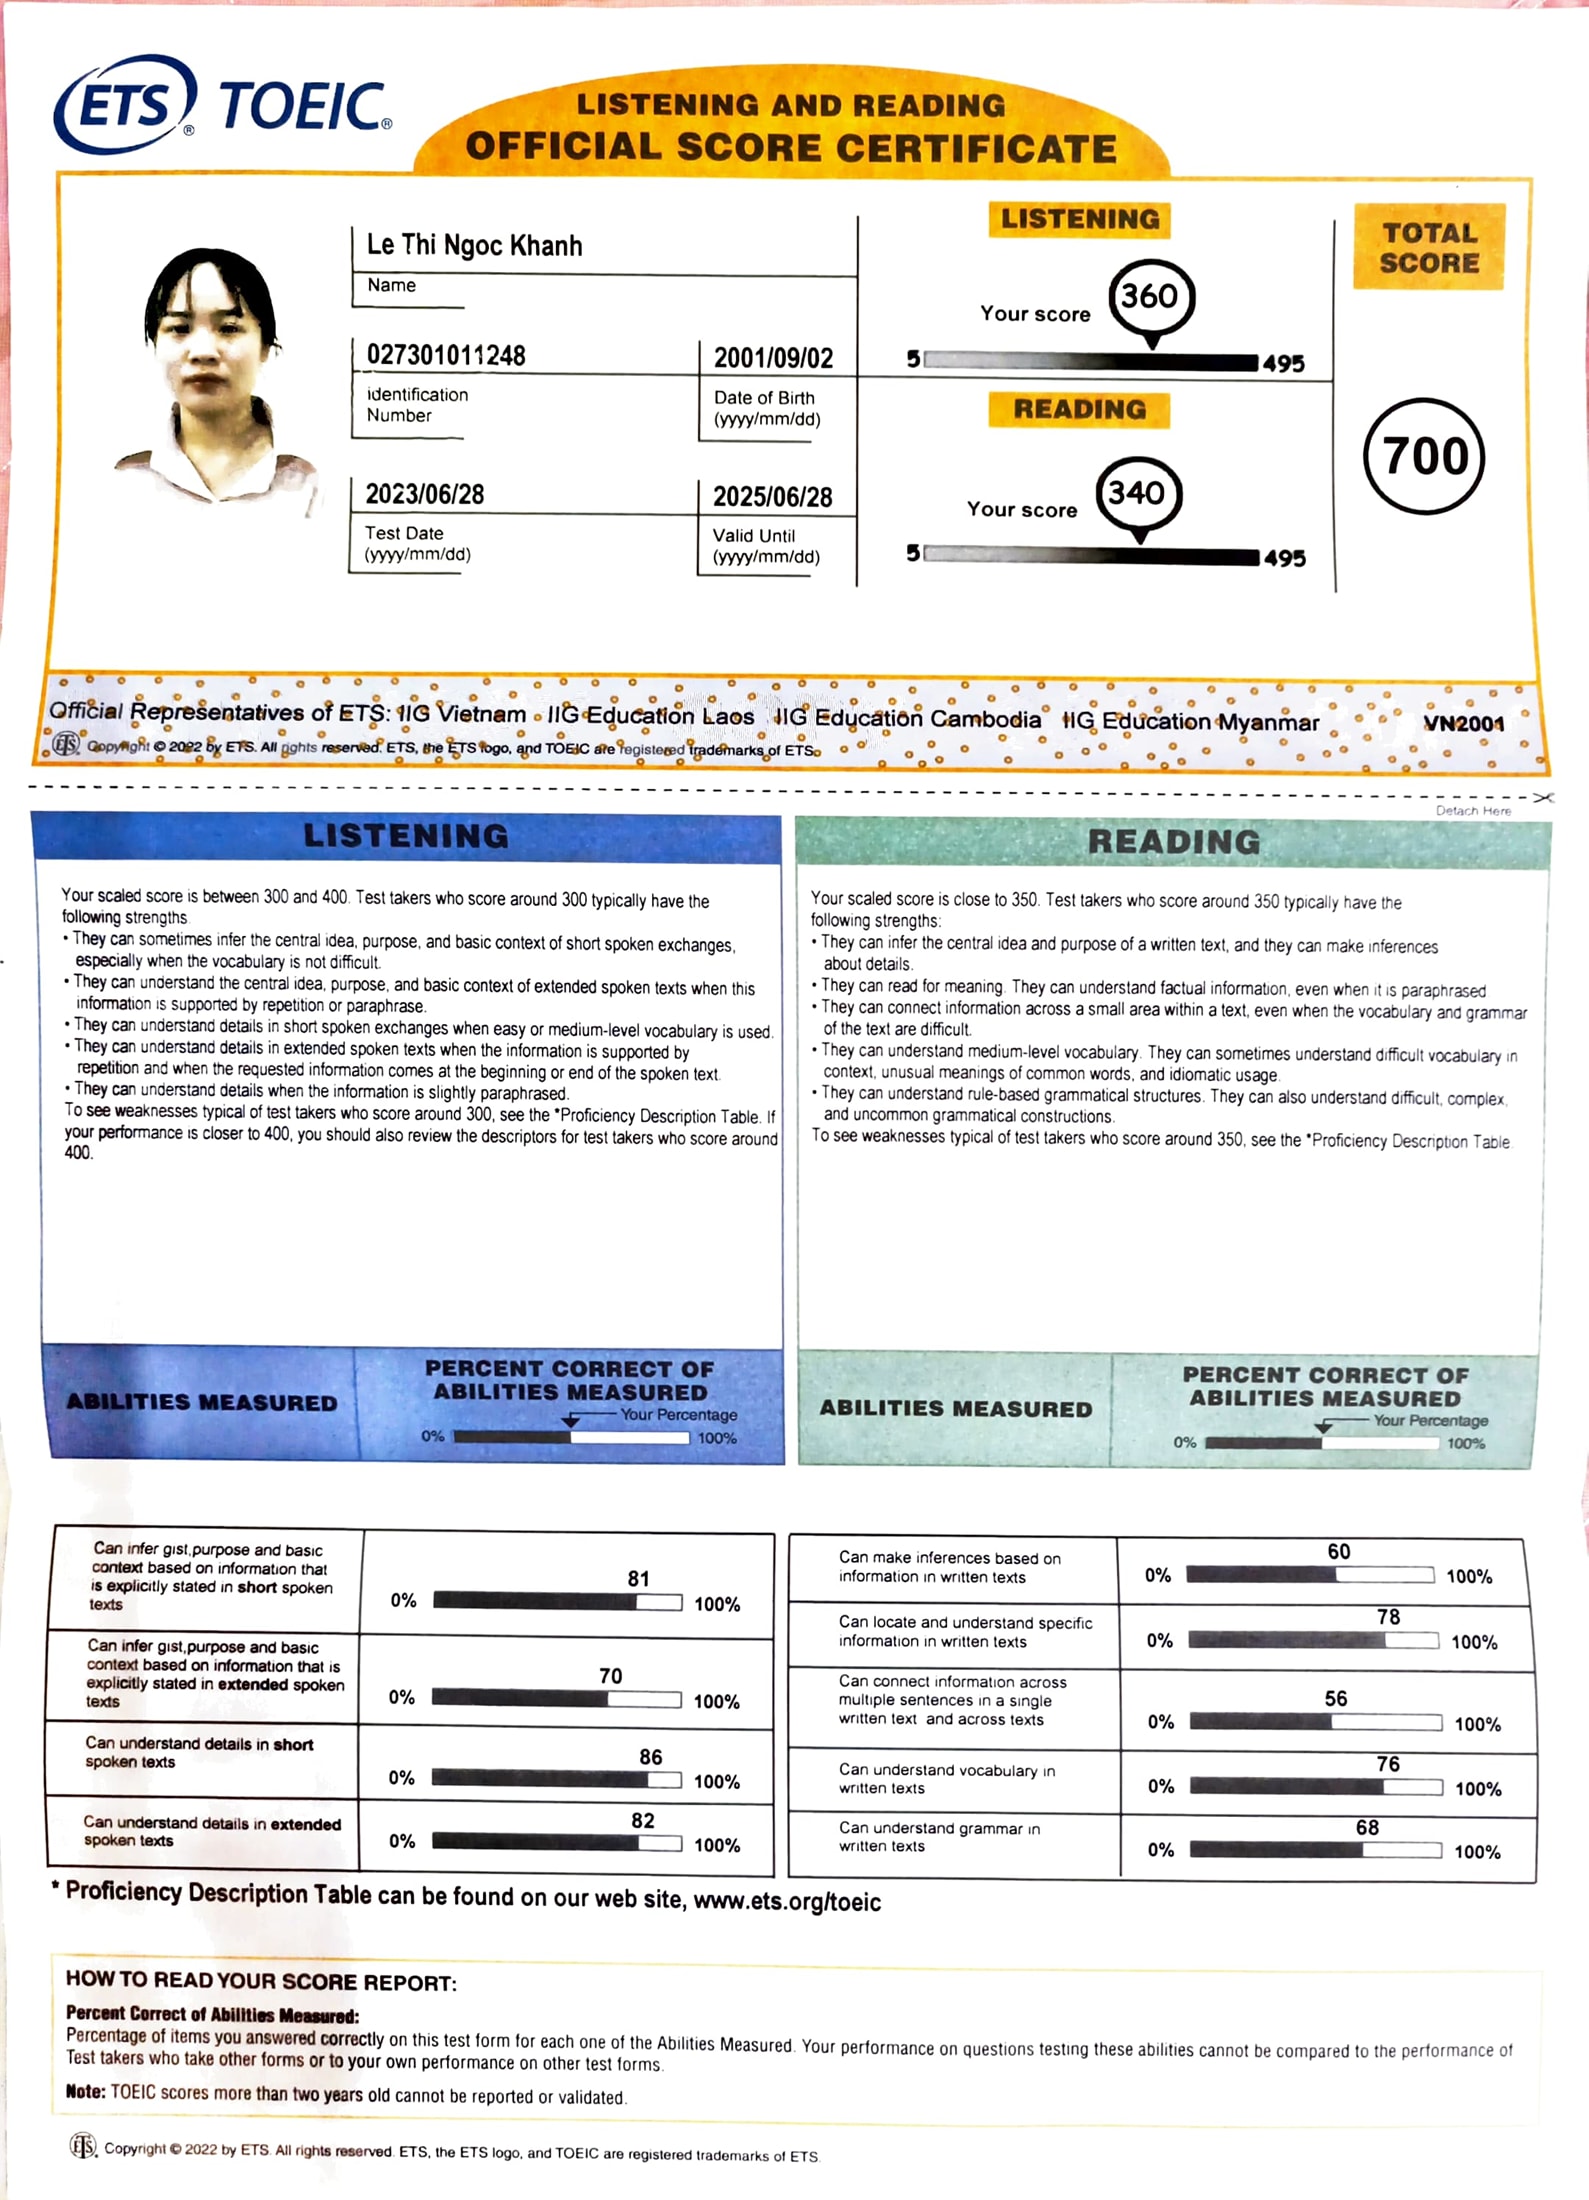 ETS® TOEIC®
LISTENING AND READING
OFFICIAL SCORE CERTIFICATE
Le Thi Ngoc Khanh
Name
027301011248
identification
Number
2001/09/02
Date of Birth
(yyyy/mm/dd)
2023/06/28
Test Date
(yyyy/mm/dd)
2025/06/28
Valid Until
(yyyy/mm/dd)
LISTENING
Your score
360
5
495
READING
Your score
340
5
495
TOTAL
SCORE
700
Official Representatives of ETS: IIG Vietnam IIG Education Laos IIG Education Cambodia IIG Education Myanmar
VN2001
ETS. Copyright © 2022 by ETS. All rights reserved. ETS, the ETS logo, and TOEIC are registered trademarks of ETS.
Detach Here
LISTENING
Your scaled score is between 300 and 400. Test takers who score around 300 typically have the
following strengths.
• They can sometimes infer the central idea, purpose, and basic context of short spoken exchanges,
especially when the vocabulary is not difficult.
• They can understand the central idea, purpose, and basic context of extended spoken texts when this
information is supported by repetition or paraphrase.
• They can understand details in short spoken exchanges when easy or medium-level vocabulary is used.
• They can understand details in extended spoken texts when the information is supported by
repetition and when the requested information comes at the beginning or end of the spoken text.
• They can understand details when the information is slightly paraphrased.
To see weaknesses typical of test takers who score around 300, see the *Proficiency Description Table. If
your performance is closer to 400, you should also review the descriptors for test takers who score around
400.
ABILITIES MEASURED
PERCENT CORRECT OF
ABILITIES MEASURED
Your Percentage
0%
100%
READING
Your scaled score is close to 350. Test takers who score around 350 typically have the
following strengths:
• They can infer the central idea and purpose of a written text, and they can make inferences
about details.
• They can read for meaning. They can understand factual information, even when it is paraphrased
• They can connect information across a small area within a text, even when the vocabulary and grammar
of the text are difficult.
• They can understand medium-level vocabulary. They can sometimes understand difficult vocabulary in
context, unusual meanings of common words, and idiomatic usage.
• They can understand rule-based grammatical structures. They can also understand difficult, complex,
and uncommon grammatical constructions.
To see weaknesses typical of test takers who score around 350, see the *Proficiency Description Table.
ABILITIES MEASURED
PERCENT CORRECT OF
ABILITIES MEASURED
Your Percentage
0%
100%
Can infer gist,purpose and basic
context based on information that
is explicitly stated in short spoken
texts
0%
81
100%
Can infer gist,purpose and basic
context based on information that is
explicitly stated in extended spoken
texts
0%
70
100%
Can understand details in short
spoken texts
0%
86
100%
Can understand details in extended
spoken texts
0%
82
100%
Can make inferences based on
information in written texts
0%
60
100%
Can locate and understand specific
information in written texts
0%
78
100%
Can connect information across
multiple sentences in a single
written text and across texts
0%
56
100%
Can understand vocabulary in
written texts
0%
76
100%
Can understand grammar in
written texts
0%
68
100%
* Proficiency Description Table can be found on our web site, www.ets.org/toeic
HOW TO READ YOUR SCORE REPORT:
Percent Correct of Abilities Measured:
Percentage of items you answered correctly on this test form for each one of the Abilities Measured. Your performance on questions testing these abilities cannot be compared to the performance of
Test takers who take other forms or to your own performance on other test forms.
Note: TOEIC scores more than two years old cannot be reported or validated.
ETS. Copyright © 2022 by ETS. All rights reserved. ETS, the ETS logo, and TOEIC are registered trademarks of ETS.